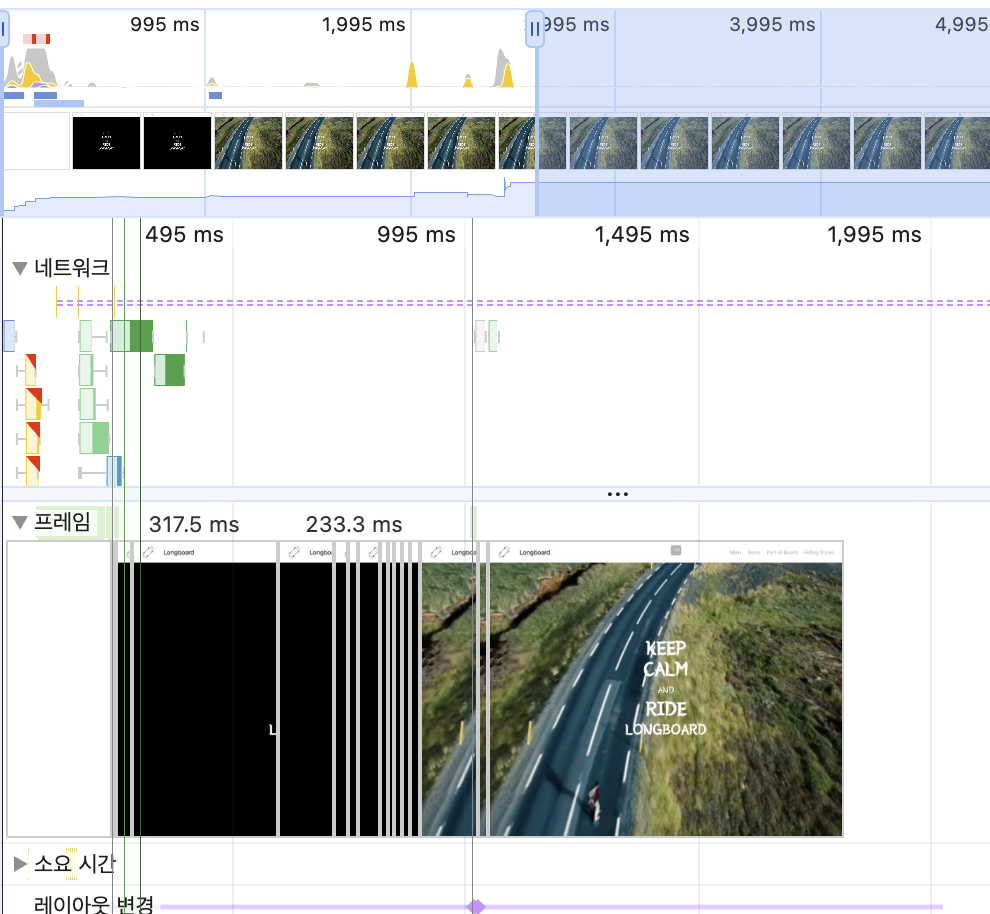 995 ms 1,995 ms 995 ms 3,995 ms 4,995
495 ms 995 ms 1,495 ms 1,995 ms
네트워크
프레임 317.5 ms 233.3 ms
Longboard Longbo Longboa Longboard Main Items Part of Board Riding Styles
KEEP
CALM
AND
RIDE
LONGBOARD
L
소요 시간
레이아웃 변경